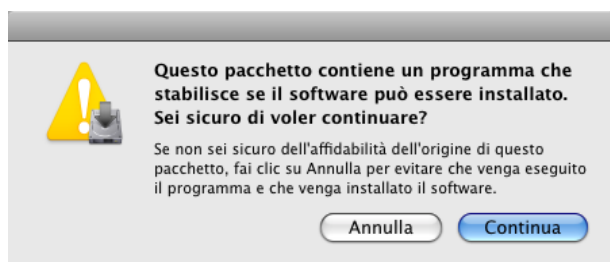 Questo pacchetto contiene un programma che
stabilisce se il software può essere installato.
Sei sicuro di voler continuare?
Se non sei sicuro dell'affidabilità dell'origine di questo
pacchetto, fai clic su Annulla per evitare che venga eseguito
il programma e che venga installato il software.
Annulla Continua